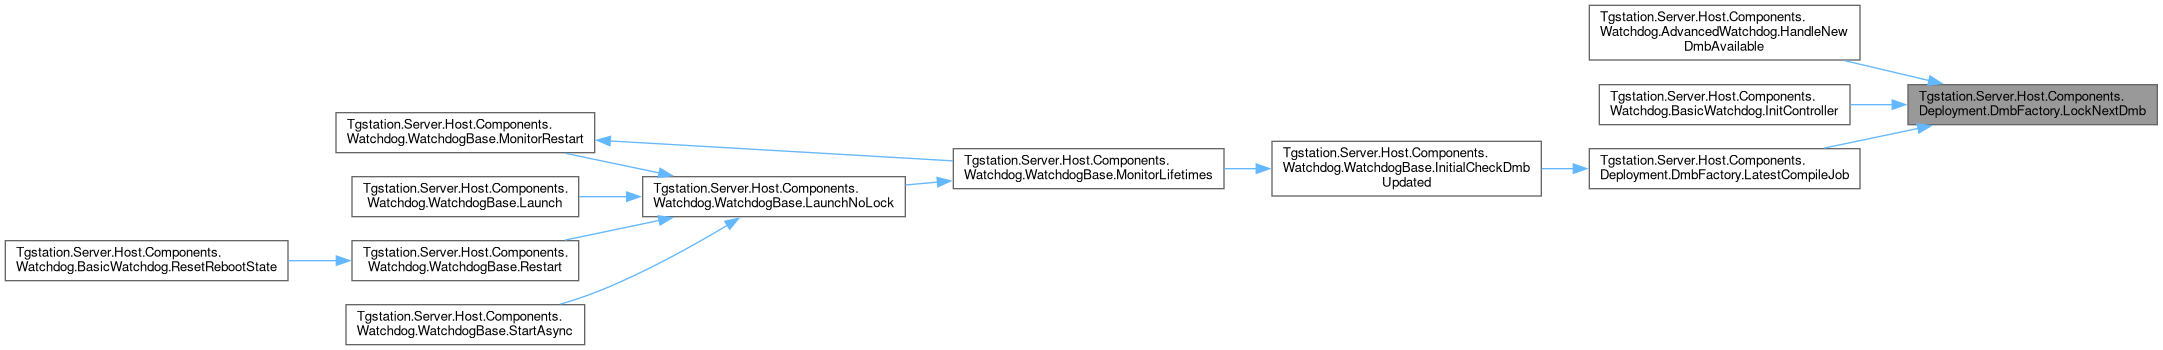 Tgstation.Server.Host.Components.
Watchdog.AdvancedWatchdog.HandleNew
DmbAvailable
Tgstation.Server.Host.Components.
Watchdog.BasicWatchdog.InitController
Tgstation.Server.Host.Components.
Deployment.DmbFactory.LockNextDmb
Tgstation.Server.Host.Components.
Watchdog.WatchdogBase.MonitorRestart
Tgstation.Server.Host.Components.
Watchdog.WatchdogBase.MonitorLifetimes
Tgstation.Server.Host.Components.
Watchdog.WatchdogBase.InitialCheckDmb
Updated
Tgstation.Server.Host.Components.
Deployment.DmbFactory.LatestCompileJob
Tgstation.Server.Host.Components.
Watchdog.WatchdogBase.Launch
Tgstation.Server.Host.Components.
Watchdog.WatchdogBase.LaunchNoLock
Tgstation.Server.Host.Components.
Watchdog.BasicWatchdog.ResetRebootState
Tgstation.Server.Host.Components.
Watchdog.WatchdogBase.Restart
Tgstation.Server.Host.Components.
Watchdog.WatchdogBase.StartAsync